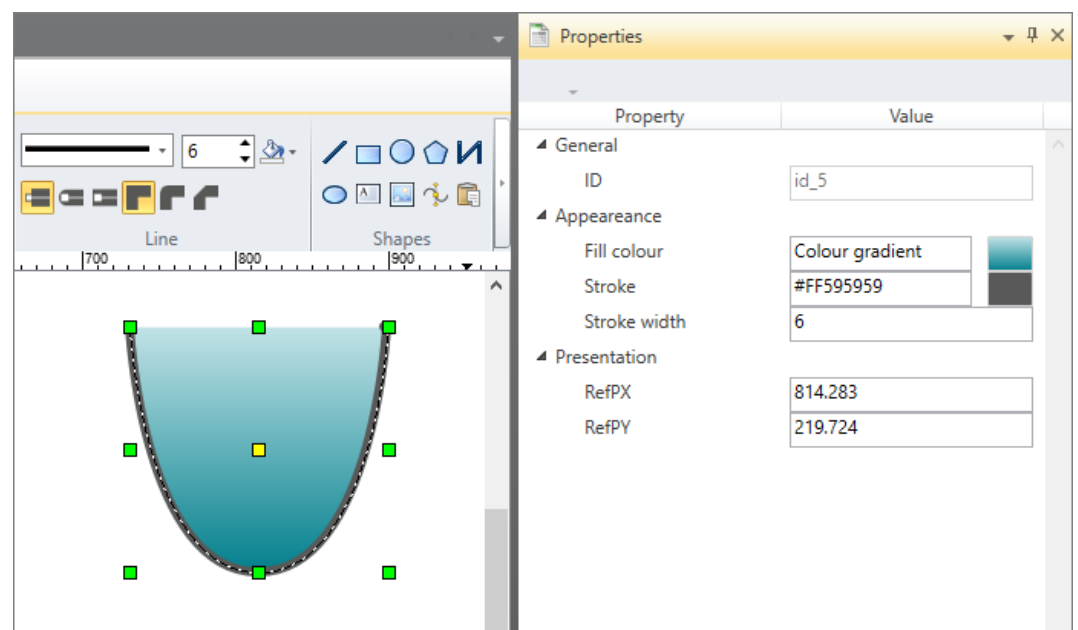 Properties
Property Value
6
General
ID id_5
Appeareance
Line Shapes
Fill colour Colour gradient
700 800 900
Stroke #FF595959
Stroke width 6
Presentation
RefPX 814.283
RefPY 219.724